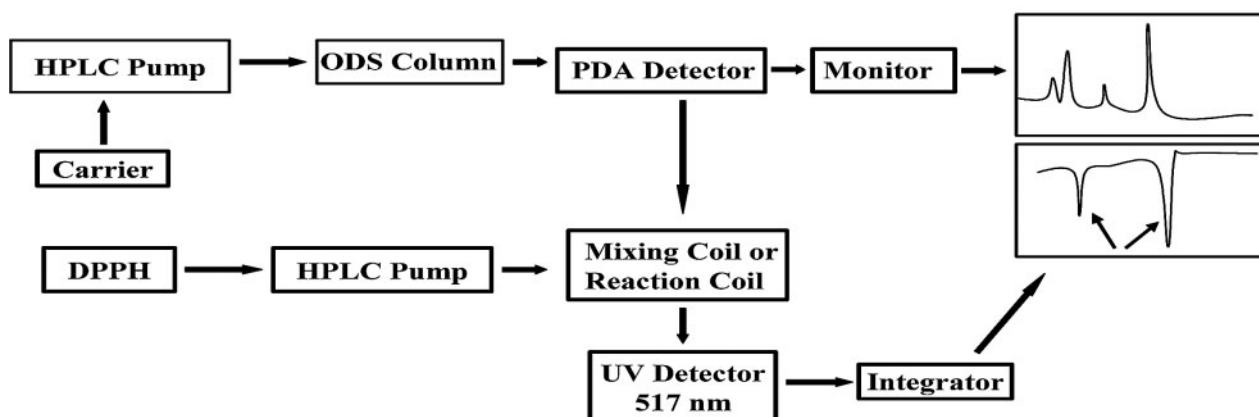 HPLC Pump
ODS Column
PDA Detector
Monitor
Carrier
DPPH
HPLC Pump
Mixing Coil or
Reaction Coil
UV Detector
517 nm
Integrator